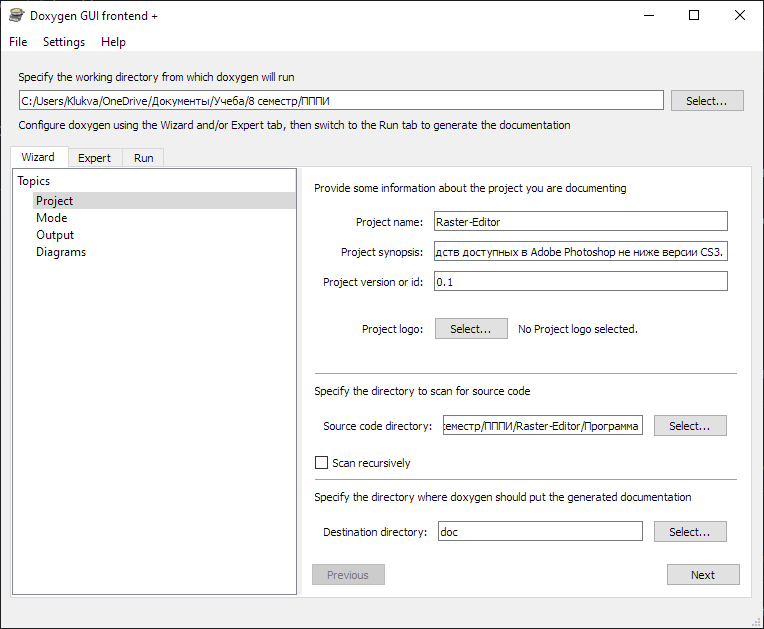 Doxygen GUI frontend +
File Settings Help
Specify the working directory from which doxygen will run
C:/Users/Klukva/OneDrive/Документы/Учеба/8 семестр/ПППИ Select...
Configure doxygen using the Wizard and/or Expert tab, then switch to the Run tab to generate the documentation
Wizard Expert Run
Topics
Project
Mode
Output
Diagrams
Provide some information about the project you are documenting
Project name: Raster-Editor
Project synopsis: дств доступных в Adobe Photoshop не ниже версии CS3.
Project version or id: 0.1
Project logo: Select... No Project logo selected.
Specify the directory to scan for source code
Source code directory: семестр/ПППИ/Raster-Editor/Программа Select...
Scan recursively
Specify the directory where doxygen should put the generated documentation
Destination directory: doc Select...
Previous Next